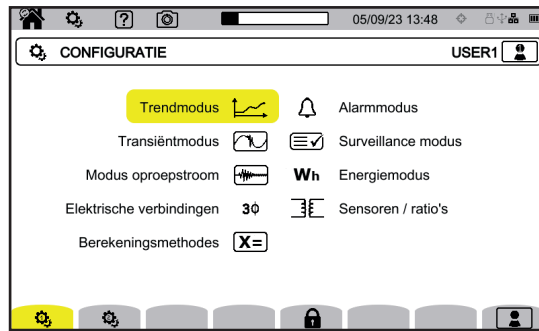 05/09/23 13:48
CONFIGURATIE USER1
Trendmodus Alarmmodus
Transiëntmodus Surveillance modus
Modus oproepstroom Wh Energiemodus
Elektrische verbindingen 3ϕ Sensoren / ratio's
Berekeningsmethodes X=